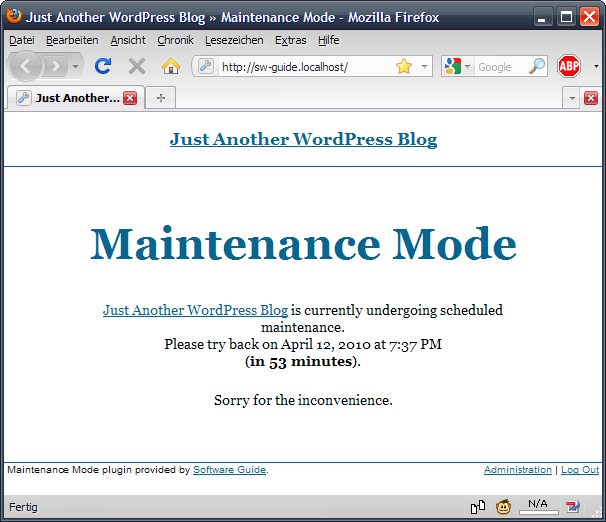 Just Another WordPress Blog » Maintenance Mode - Mozilla Firefox
Datei Bearbeiten Ansicht Chronik Lesezeichen Extras Hilfe
http://sw-guide.localhost/ Google ABP
Just Another...
Just Another WordPress Blog
Maintenance Mode
Just Another WordPress Blog is currently undergoing scheduled
maintenance.
Please try back on April 12, 2010 at 7:37 PM
(in 53 minutes).
Sorry for the inconvenience.
Maintenance Mode plugin provided by Software Guide. Administration | Log Out
Fertig N/A